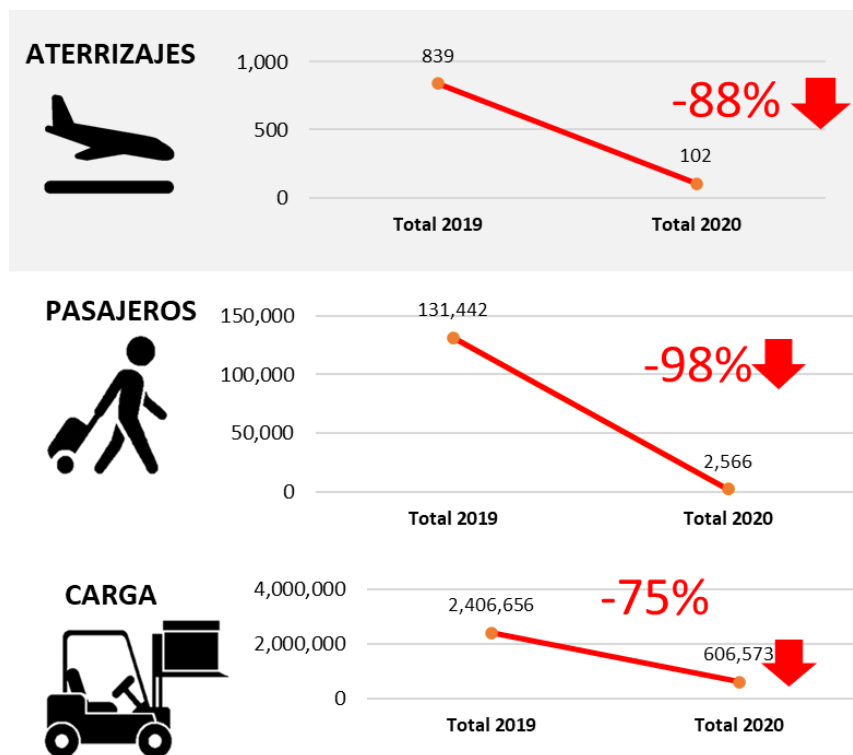 ATERRIZAJES
1,000
500
0
839
102
-88%
Total 2019
Total 2020
PASAJEROS
150,000
100,000
50,000
0
131,442
2,566
-98%
Total 2019
Total 2020
CARGA
4,000,000
2,000,000
0
2,406,656
606,573
-75%
Total 2019
Total 2020